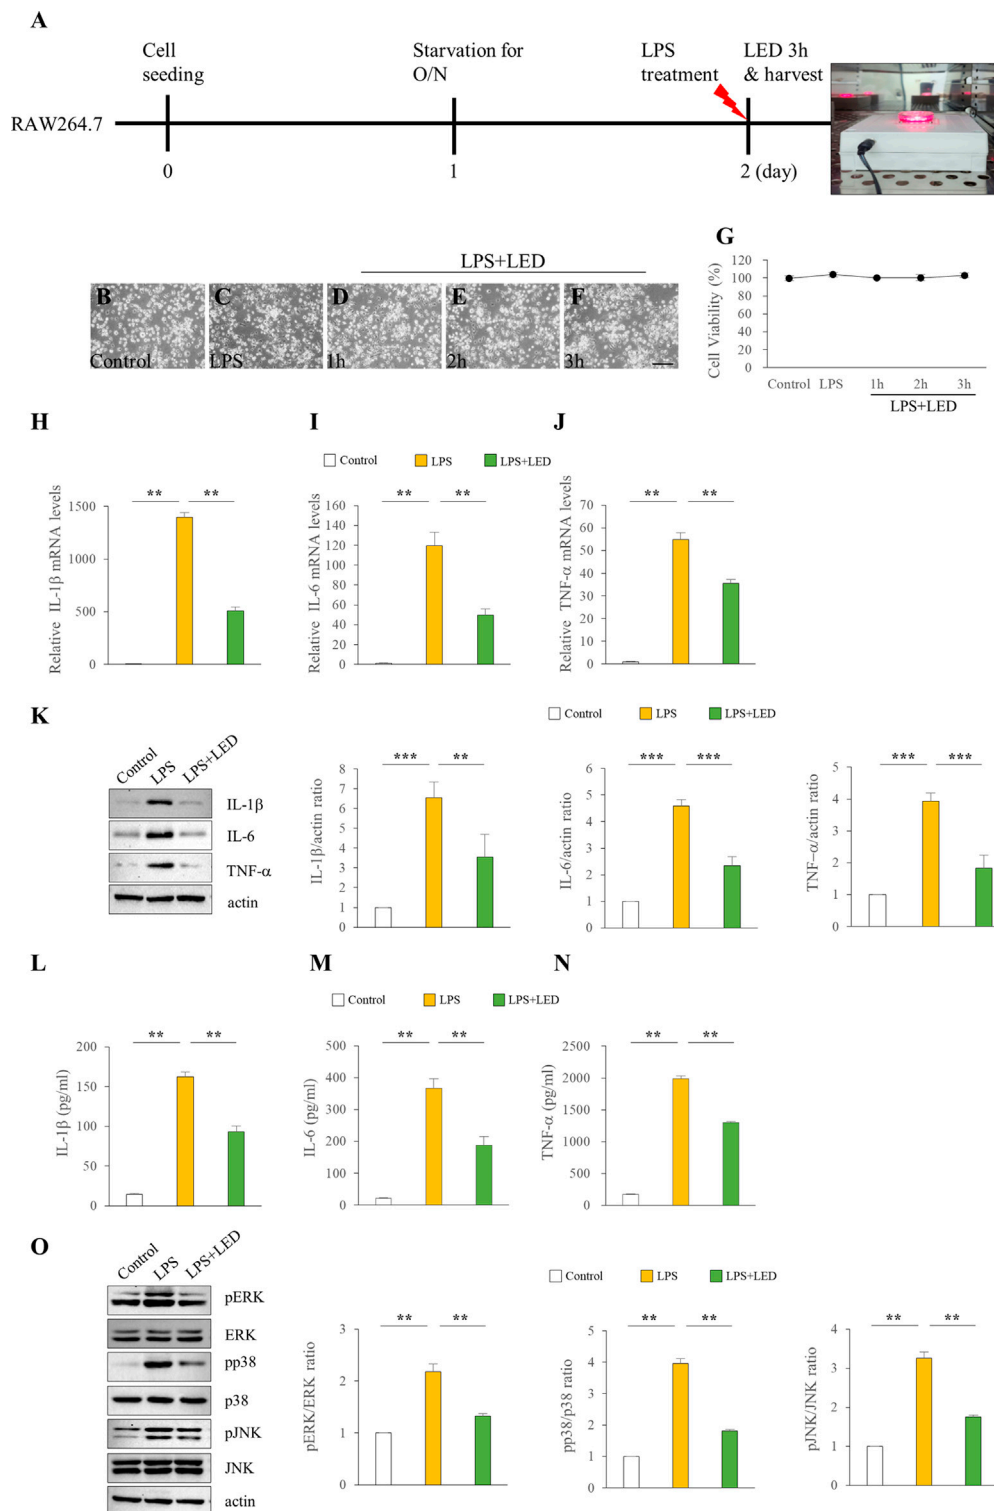 A
Cell
seeding
Starvation for
O/N
LPS
treatment
LED 3h
& harvest
RAW264.7
0
1
2 (day)
LPS+LED
B
Control
C
LPS
D
1h
E
2h
F
3h
G
Cell Viability (%)
120
100
80
60
40
20
0
Control
LPS
1h
2h
3h
LPS+LED
H
I
J
Control
LPS
LPS+LED
Relative IL-1β mRNA levels
1500
1000
500
0
**
**
Relative IL-6 mRNA levels
160
140
120
100
80
60
40
20
0
**
**
Relative TNF-α mRNA levels
70
60
50
40
30
20
10
0
**
**
K
Control
LPS
LPS+LED
IL-1β
IL-6
TNF-α
actin
Control
LPS
LPS+LED
IL-1β/actin ratio
8
7
6
5
4
3
2
1
0
***
**
IL-6/actin ratio
6
5
4
3
2
1
0
***
***
TNF-α/actin ratio
5
4
3
2
1
0
***
***
L
M
N
Control
LPS
LPS+LED
IL-1β (pg/ml)
200
150
100
50
0
**
**
IL-6 (pg/ml)
500
400
300
200
100
0
**
**
TNF-α (pg/ml)
2500
2000
1500
1000
500
0
**
**
O
Control
LPS
LPS+LED
pERK
ERK
pp38
p38
pJNK
JNK
actin
Control
LPS
LPS+LED
pERK/ERK ratio
3
2
1
0
**
**
pp38/p38 ratio
5
4
3
2
1
0
**
**
pJNK/JNK ratio
4
3
2
1
0
**
**